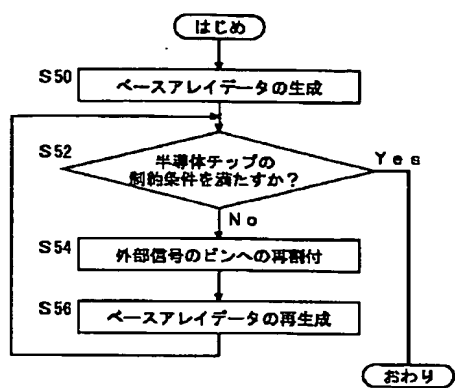 はじめ
S50
ベースアレイデータの生成
S52
半導体チップの
制約条件を満たすか？
Yes
No
S54
外部信号のピンへの再割付
S56
ベースアレイデータの再生成
おわり